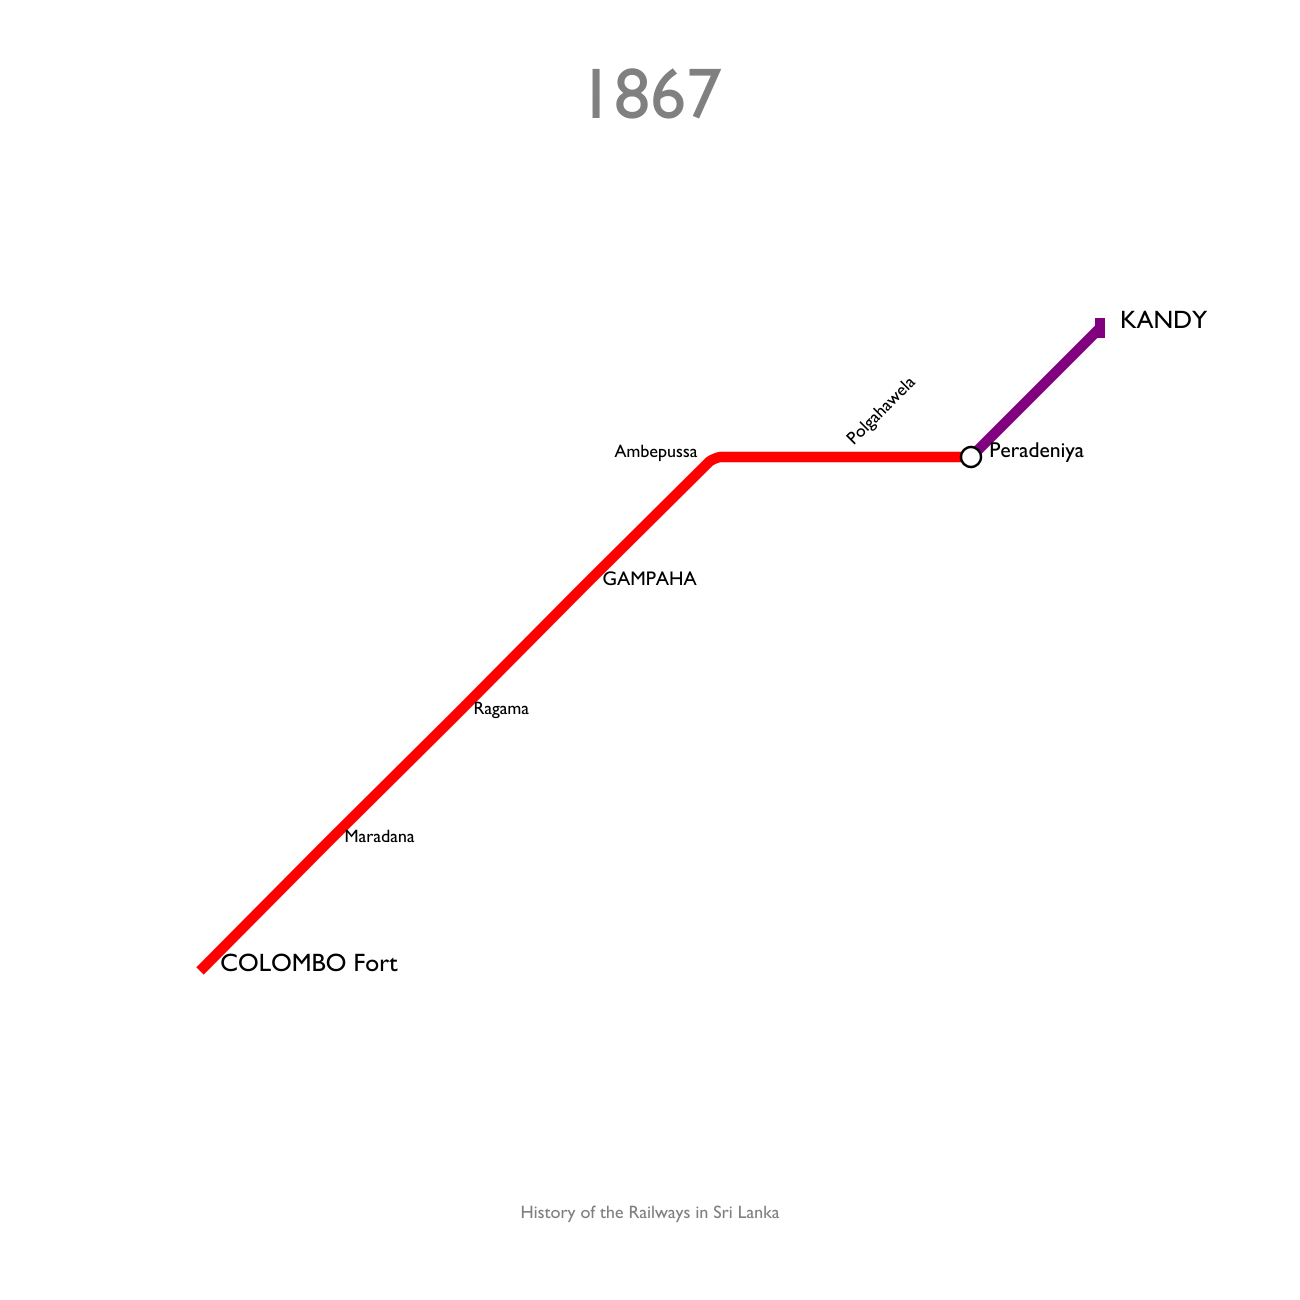 1867
KANDY
Polgahawela
Ambepussa
Peradeniya
GAMPAHA
Ragama
Maradana
COLOMBO Fort
History of the Railways in Sri Lanka